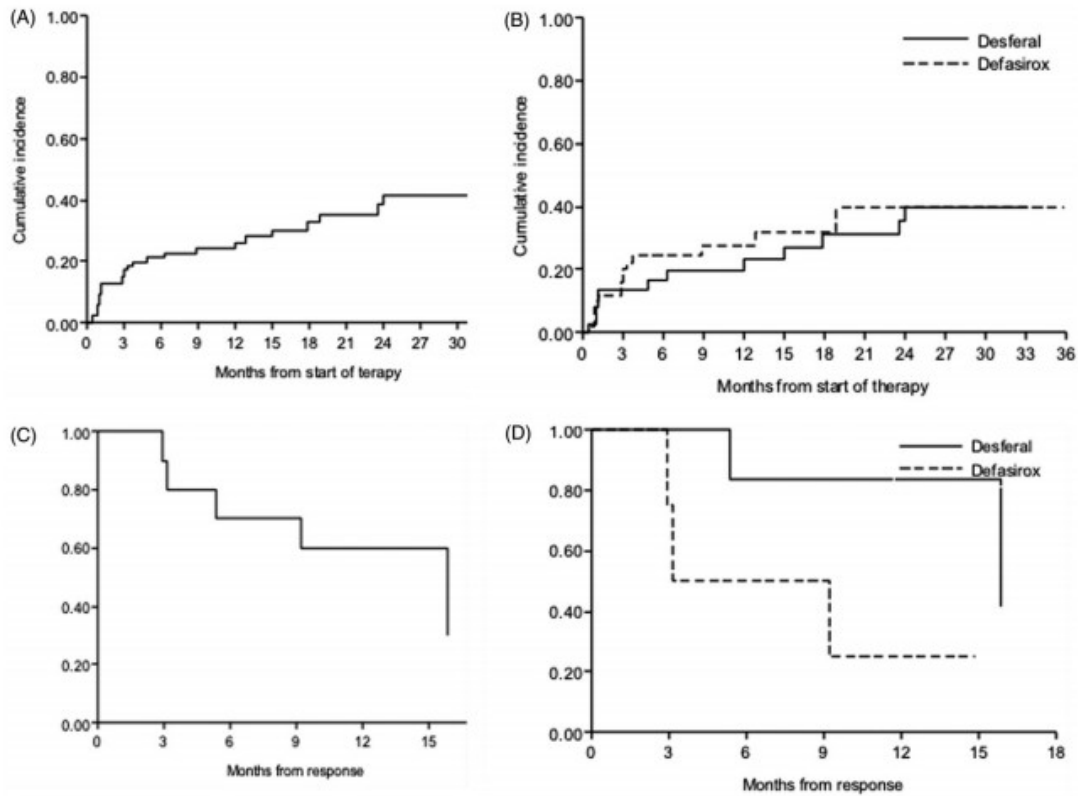 (A)
1.00
0.80
0.60
0.40
0.20
0.00
Cumulative incidence
0 3 6 9 12 15 18 21 24 27 30
Months from start of terapy
(B)
1.00
0.80
0.60
0.40
0.20
0.00
Cumulative incidence
Desferal
Defasirox
0 3 6 9 12 15 18 21 24 27 30 33 36
Months from start of therapy
(C)
1.00
0.80
0.60
0.40
0.20
0.00
0 3 6 9 12 15
Months from response
(D)
1.00
0.80
0.60
0.40
0.20
0.00
Desferal
Defasirox
0 3 6 9 12 15 18
Months from response